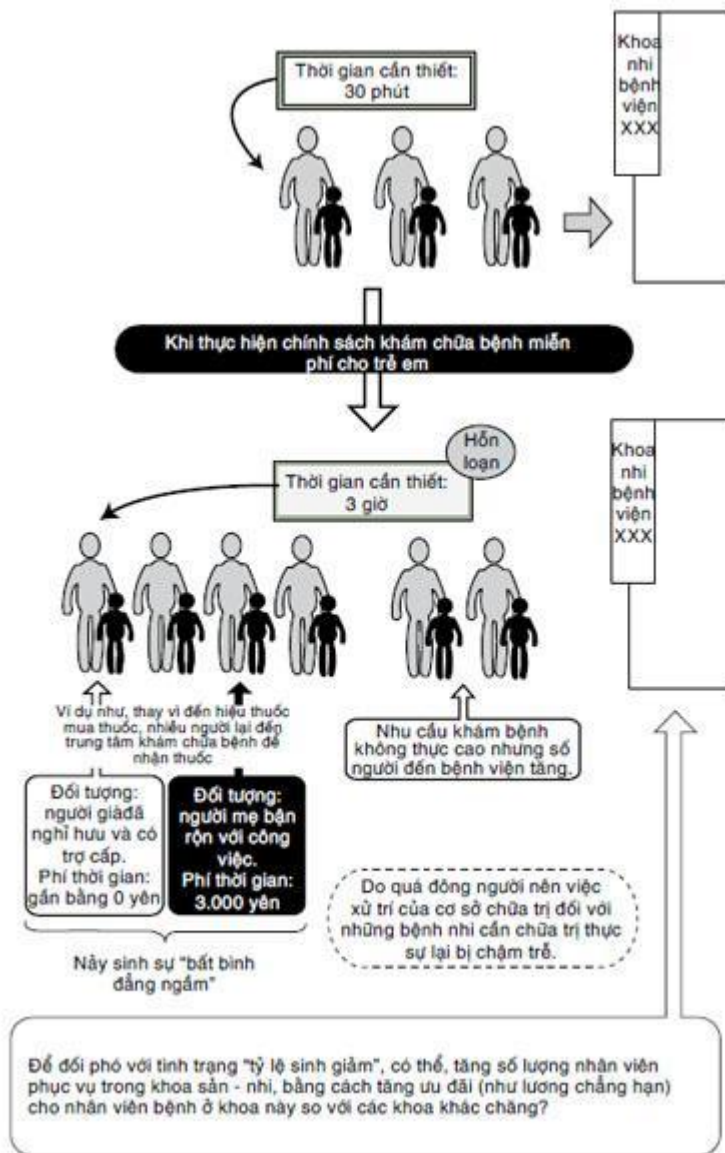 Thời gian cần thiết:
30 phút
Khoa
nhi
bệnh
viện
XXX
Khi thực hiện chính sách khám chữa bệnh miễn
phí cho trẻ em
Hỗn
loạn
Thời gian cần thiết:
3 giờ
Khoa
nhi
bệnh
viện
XXX
Ví dụ như, thay vì đến hiệu thuốc
mua thuốc, nhiều người lại đến
trung tâm khám chữa bệnh để
nhận thuốc
Nhu cầu khám bệnh
không thực cao nhưng số
người đến bệnh viện tăng.
Đối tượng:
người giàđã
nghỉ hưu và có
trợ cấp.
Phí thời gian:
gần bằng 0 yên
Đối tượng:
người mẹ bận
rộn với công
việc.
Phí thời gian:
3.000 yên
Do quá đông người nên việc
xử trí của cơ sở chữa trị đối với
những bệnh nhi cần chữa trị thực
sự lại bị chậm trễ.
Nảy sinh sự "bất bình
đẳng ngầm"
Để đối phó với tình trạng "tỷ lệ sinh giảm", có thể, tăng số lượng nhân viên
phục vụ trong khoa sản - nhi, bằng cách tăng ưu đãi (như lương chẳng hạn)
cho nhân viên bệnh ở khoa này so với các khoa khác chăng?